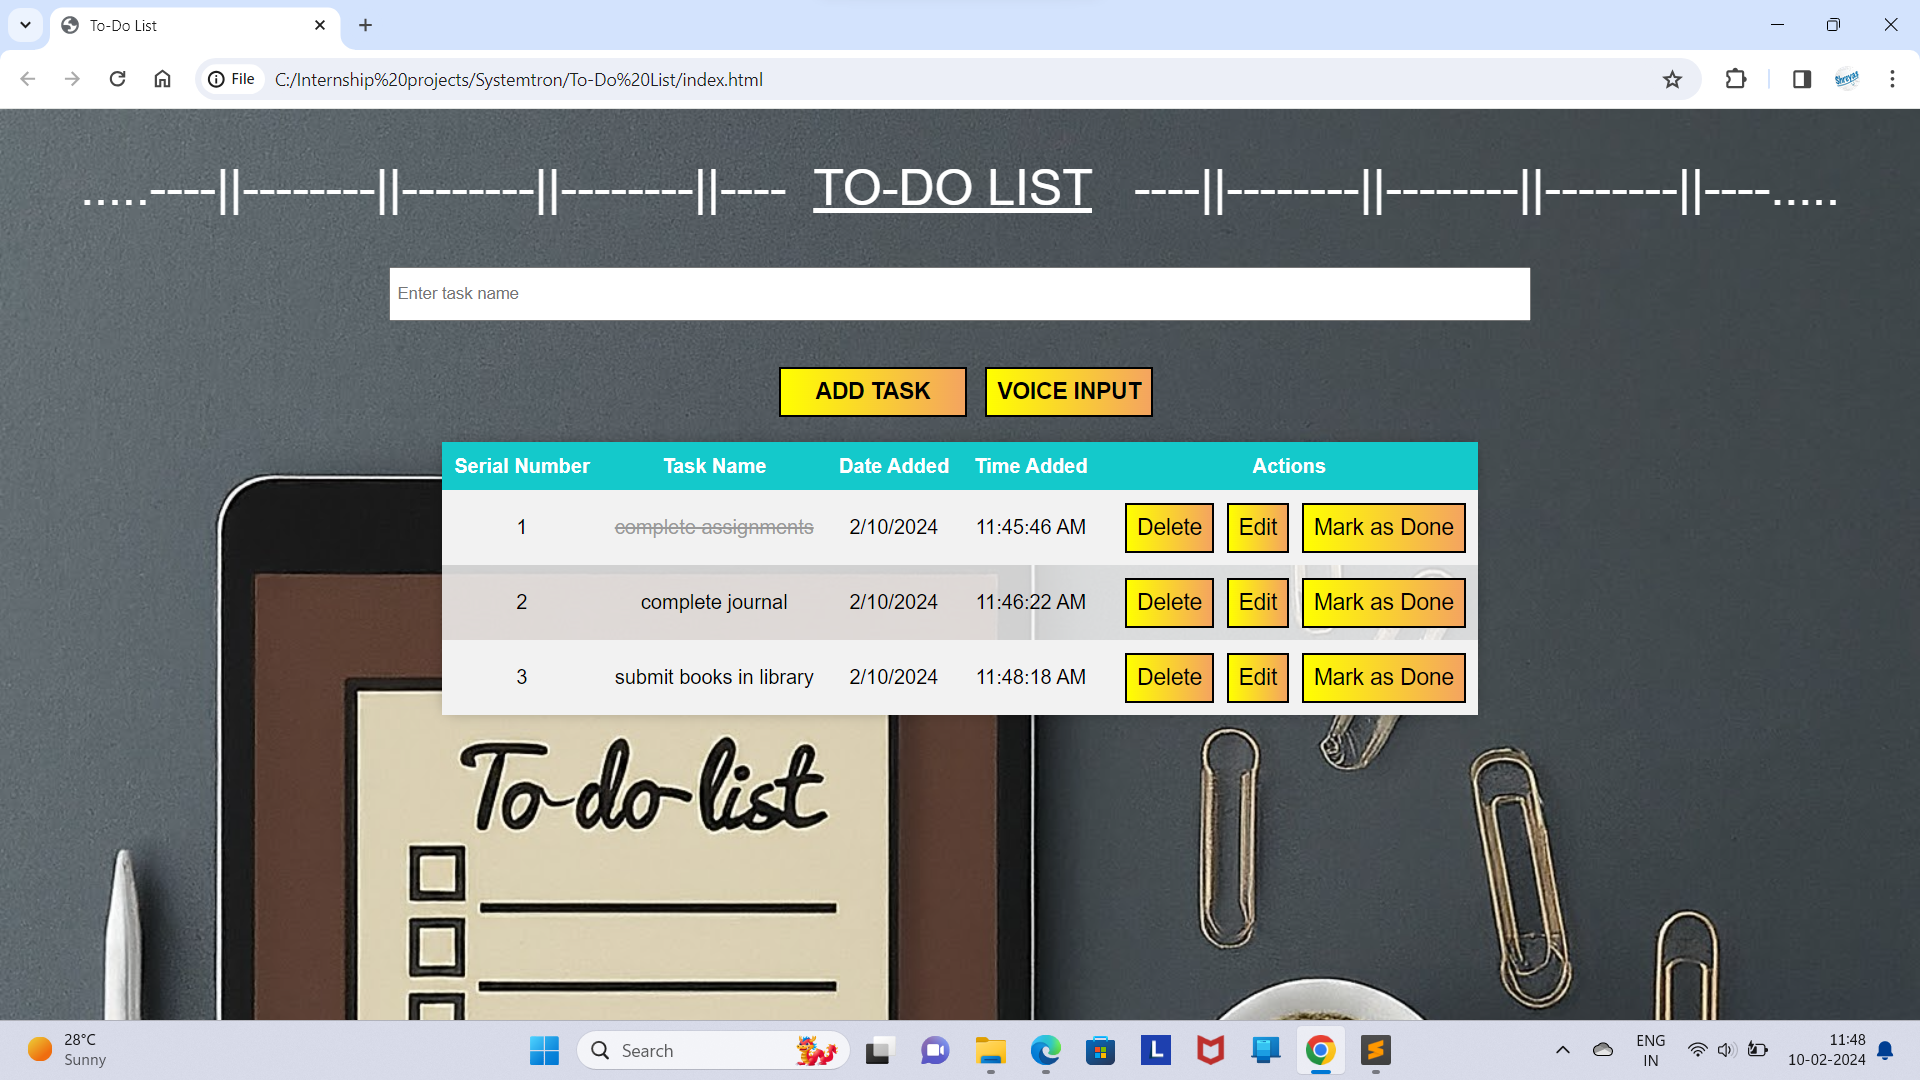 To-Do List
File C:/Internship%20projects/Systemtron/To-Do%20List/index.html
Shreyas
.....----||--------||--------||--------||---- TO-DO LIST ----||--------||--------||--------||----.....
Enter task name
ADD TASK VOICE INPUT
Serial Number Task Name Date Added Time Added Actions
1 complete assignments 2/10/2024 11:45:46 AM Delete Edit Mark as Done
2 complete journal 2/10/2024 11:46:22 AM Delete Edit Mark as Done
3 submit books in library 2/10/2024 11:48:18 AM Delete Edit Mark as Done
To-do-list
28°C
Sunny
Search
L
ENG
IN
11:48
10-02-2024